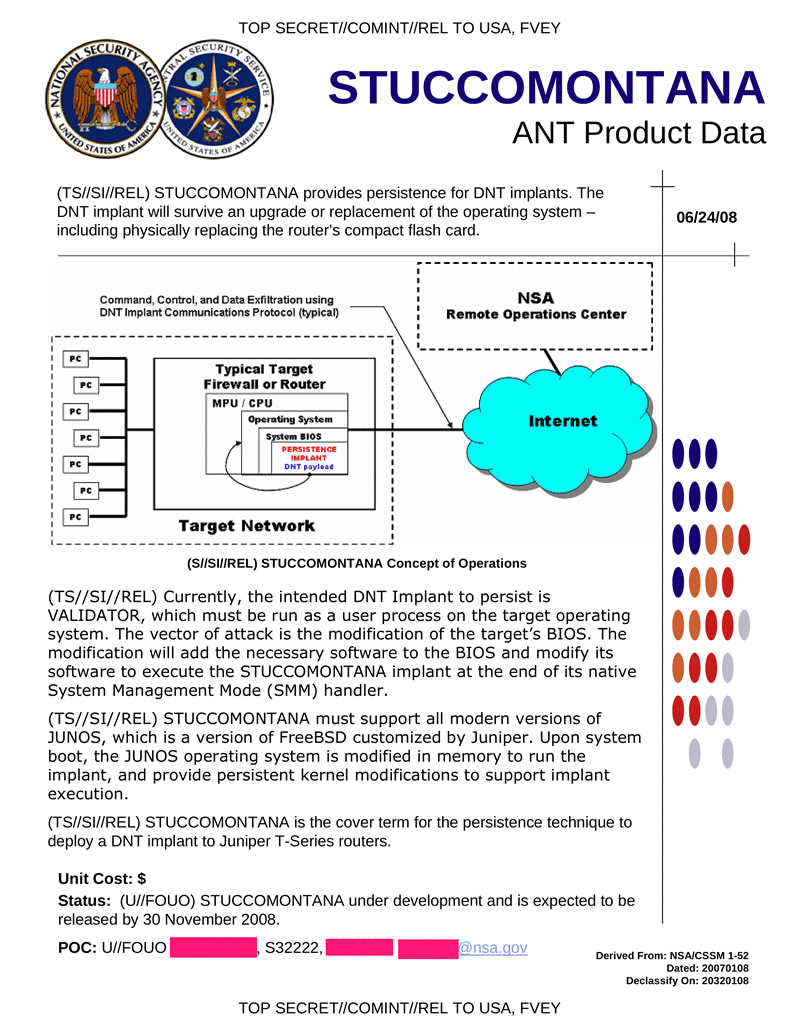 TOP SECRET//COMINT//REL TO USA, FVEY
NATIONAL SECURITY AGENCY
UNITED STATES OF AMERICA
TRAL SECURITY SERVICE
UNITED STATES OF AMERICA
STUCCOMONTANA
ANT Product Data
(TS//SI//REL) STUCCOMONTANA provides persistence for DNT implants. The
DNT implant will survive an upgrade or replacement of the operating system –
including physically replacing the router’s compact flash card.
06/24/08
Command, Control, and Data Exfiltration using
DNT Implant Communications Protocol (typical)
NSA
Remote Operations Center
PC
PC
PC
PC
PC
PC
PC
Typical Target
Firewall or Router
MPU / CPU
Operating System
System BIOS
PERSISTENCE
IMPLANT
DNT payload
Internet
Target Network
(S//SI//REL) STUCCOMONTANA Concept of Operations
(TS//SI//REL) Currently, the intended DNT Implant to persist is
VALIDATOR, which must be run as a user process on the target operating
system. The vector of attack is the modification of the target’s BIOS. The
modification will add the necessary software to the BIOS and modify its
software to execute the STUCCOMONTANA implant at the end of its native
System Management Mode (SMM) handler.
(TS//SI//REL) STUCCOMONTANA must support all modern versions of
JUNOS, which is a version of FreeBSD customized by Juniper. Upon system
boot, the JUNOS operating system is modified in memory to run the
implant, and provide persistent kernel modifications to support implant
execution.
(TS//SI//REL) STUCCOMONTANA is the cover term for the persistence technique to
deploy a DNT implant to Juniper T-Series routers.
Unit Cost: $
Status: (U//FOUO) STUCCOMONTANA under development and is expected to be
released by 30 November 2008.
POC: U//FOUO , S32222, @nsa.gov
Derived From: NSA/CSSM 1-52
Dated: 20070108
Declassify On: 20320108
TOP SECRET//COMINT//REL TO USA, FVEY